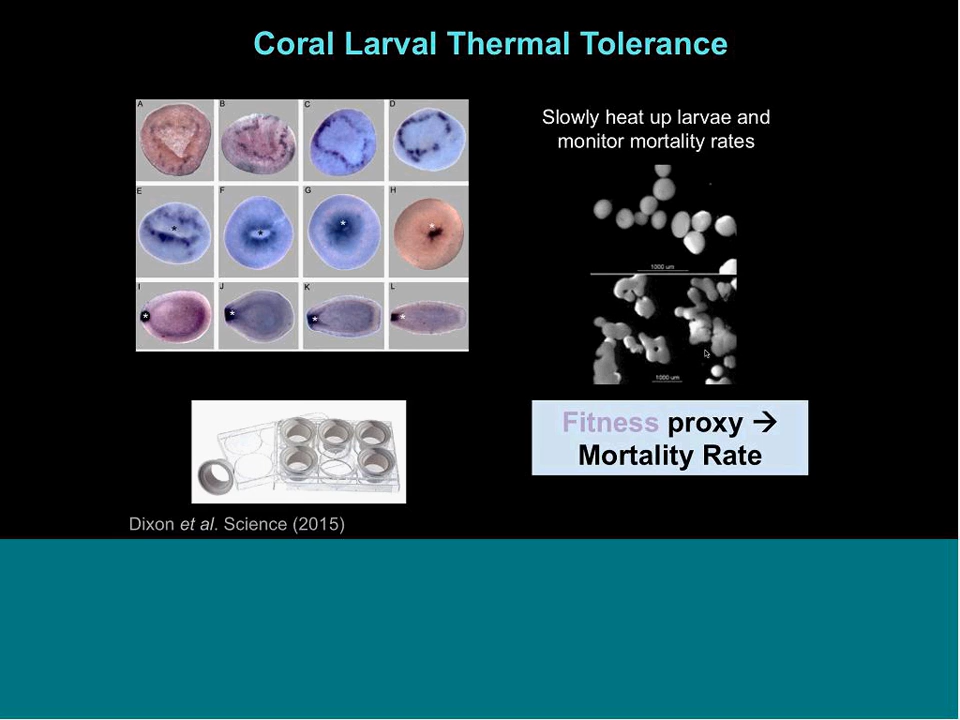 Coral Larval Thermal Tolerance
A
B
C
D
E
F
G
H
I
J
K
L
Slowly heat up larvae and
monitor mortality rates
1000 um
1000 um
Fitness proxy →
Mortality Rate
Dixon et al. Science (2015)